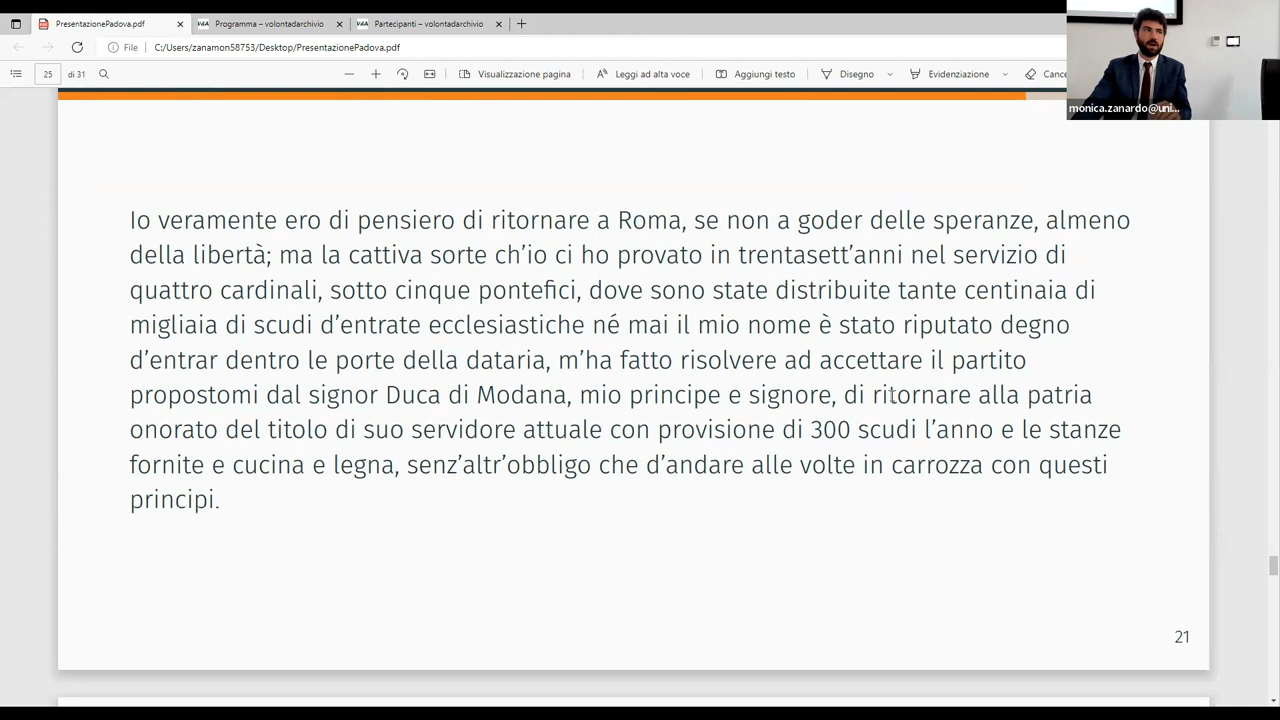 PresentazionePadova.pdf
Programma – volontadarchivio
Partecipanti – volontadarchivio
File
C:/Users/zanamon58753/Desktop/PresentazionePadova.pdf
25
di 31
Visualizzazione pagina
Leggi ad alta voce
Aggiungi testo
Disegno
Evidenziazione
Cance
monica.zanardo@uni...
Io veramente ero di pensiero di ritornare a Roma, se non a goder delle speranze, almeno
della libertà; ma la cattiva sorte ch’io ci ho provato in trentasett’anni nel servizio di
quattro cardinali, sotto cinque pontefici, dove sono state distribuite tante centinaia di
migliaia di scudi d’entrate ecclesiastiche né mai il mio nome è stato riputato degno
d’entrar dentro le porte della dataria, m’ha fatto risolvere ad accettare il partito
propostomi dal signor Duca di Modana, mio principe e signore, di ritornare alla patria
onorato del titolo di suo servidore attuale con provisione di 300 scudi l’anno e le stanze
fornite e cucina e legna, senz’altr’obbligo che d’andare alle volte in carrozza con questi
principi.
21